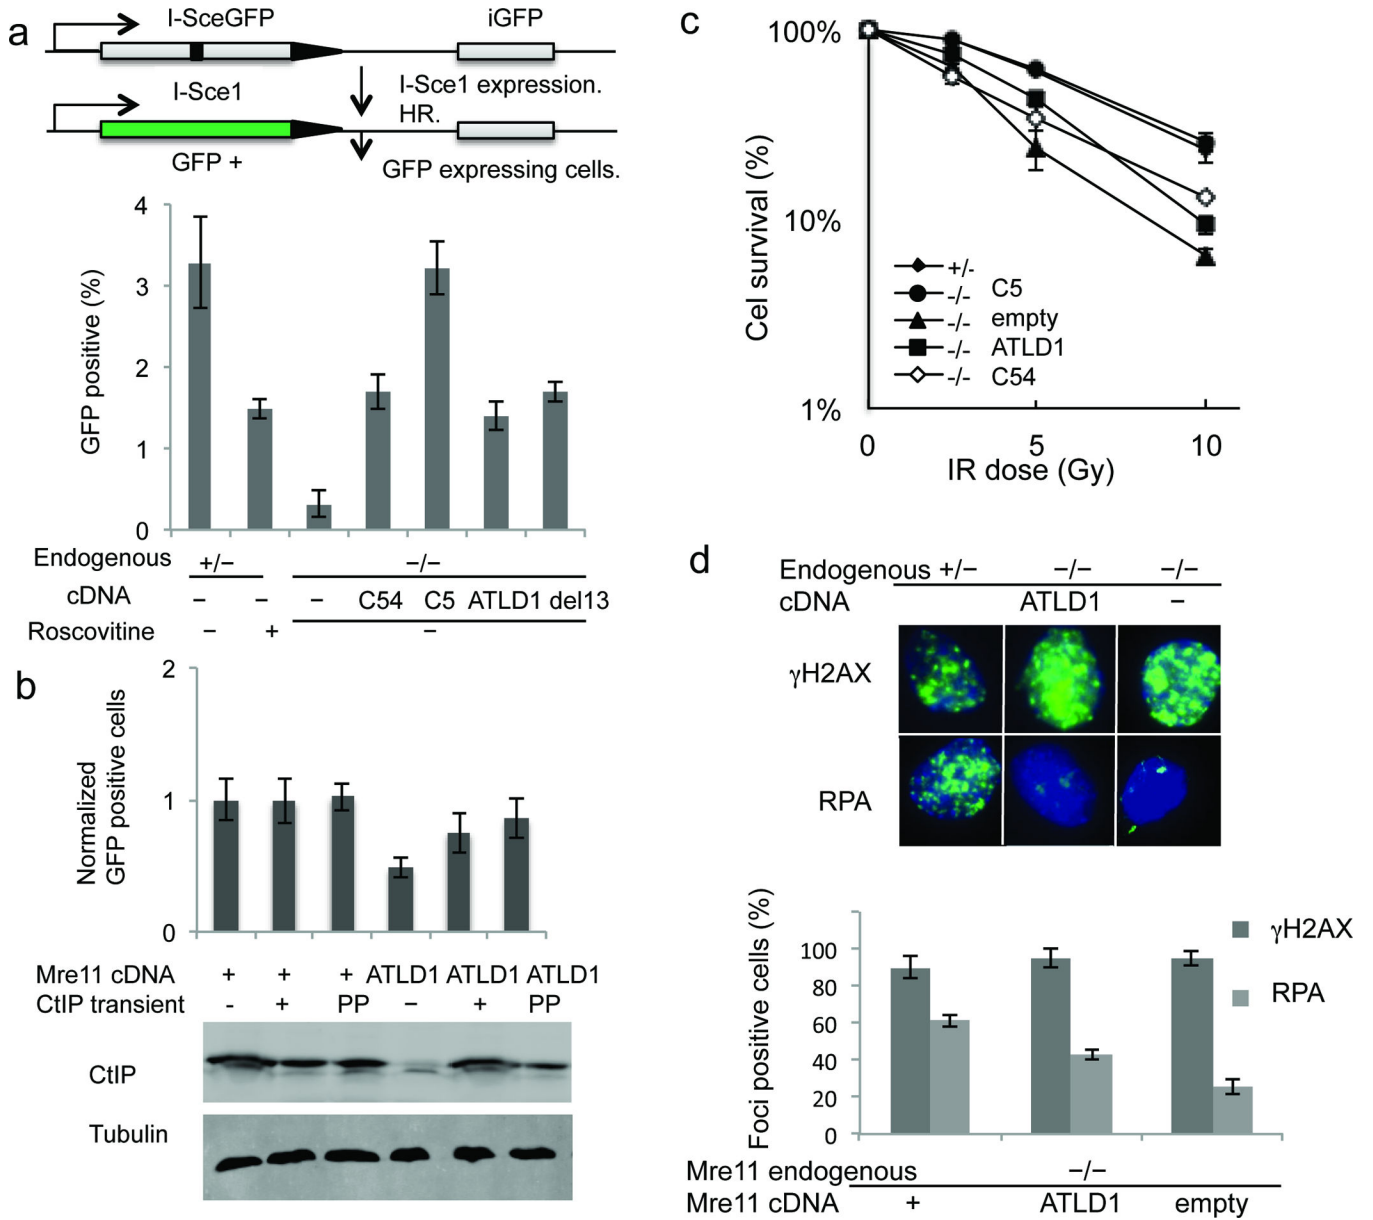 a
I-SceGFP
iGFP
I-Sce1
I-Sce1 expression.
HR.
GFP +
GFP expressing cells.
GFP positive (%)
4
3
2
1
0
Endogenous +/− −/−
cDNA − − − C54 C5 ATLD1 del13
Roscovitine − + −
b
Normalized
GFP positive cells
2
1
0
Mre11 cDNA + + + ATLD1 ATLD1 ATLD1
CtIP transient - + PP − + PP
CtIP
Tubulin
c
Cel survival (%)
100%
10%
1%
+/-
-/- C5
-/- empty
-/- ATLD1
-/- C54
0 5 10
IR dose (Gy)
d
Endogenous +/− −/− −/−
cDNA ATLD1 −
γH2AX
RPA
Foci positive cells (%)
100
80
60
40
20
0
γH2AX
RPA
Mre11 endogenous −/−
Mre11 cDNA + ATLD1 empty